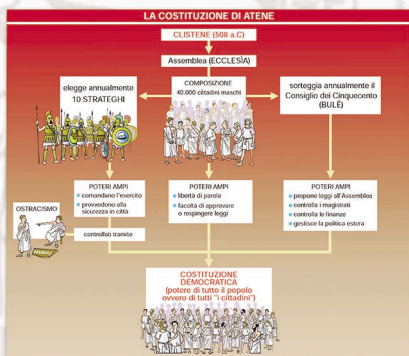 LA COSTITUZIONE DI ATENE
CLISTENE (508 a.C)
Assemblea (ECCLESÌA)
elegge annualmente
10 STRATEGHI
COMPOSIZIONE
40.000 cittadini maschi
sorteggia annualmente il
Consiglio dei Cinquecento
(BULÈ)
POTERI AMPI
comandano l'esercito
provvedono alla
sicurezza in città
POTERI AMPI
libertà di parola
facoltà di approvare
o respingere leggi
POTERI AMPI
propone leggi all'Assemblea
controlla i magistrati
controlla le finanze
gestisce la politica estera
OSTRACISMO
controllati tramite
COSTITUZIONE
DEMOCRATICA
(potere di tutto il popolo
ovvero di tutti "i cittadini")